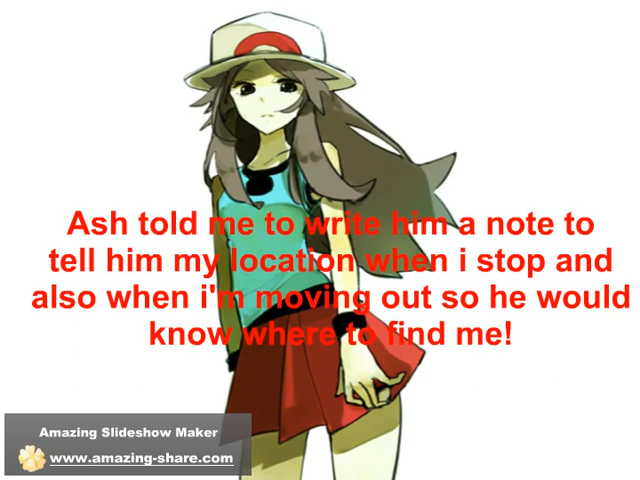 Ash told me to write him a note to
tell him my location when i stop and
also when i'm moving out so he would
know where to find me!
Amazing Slideshow Maker
www.amazing-share.com